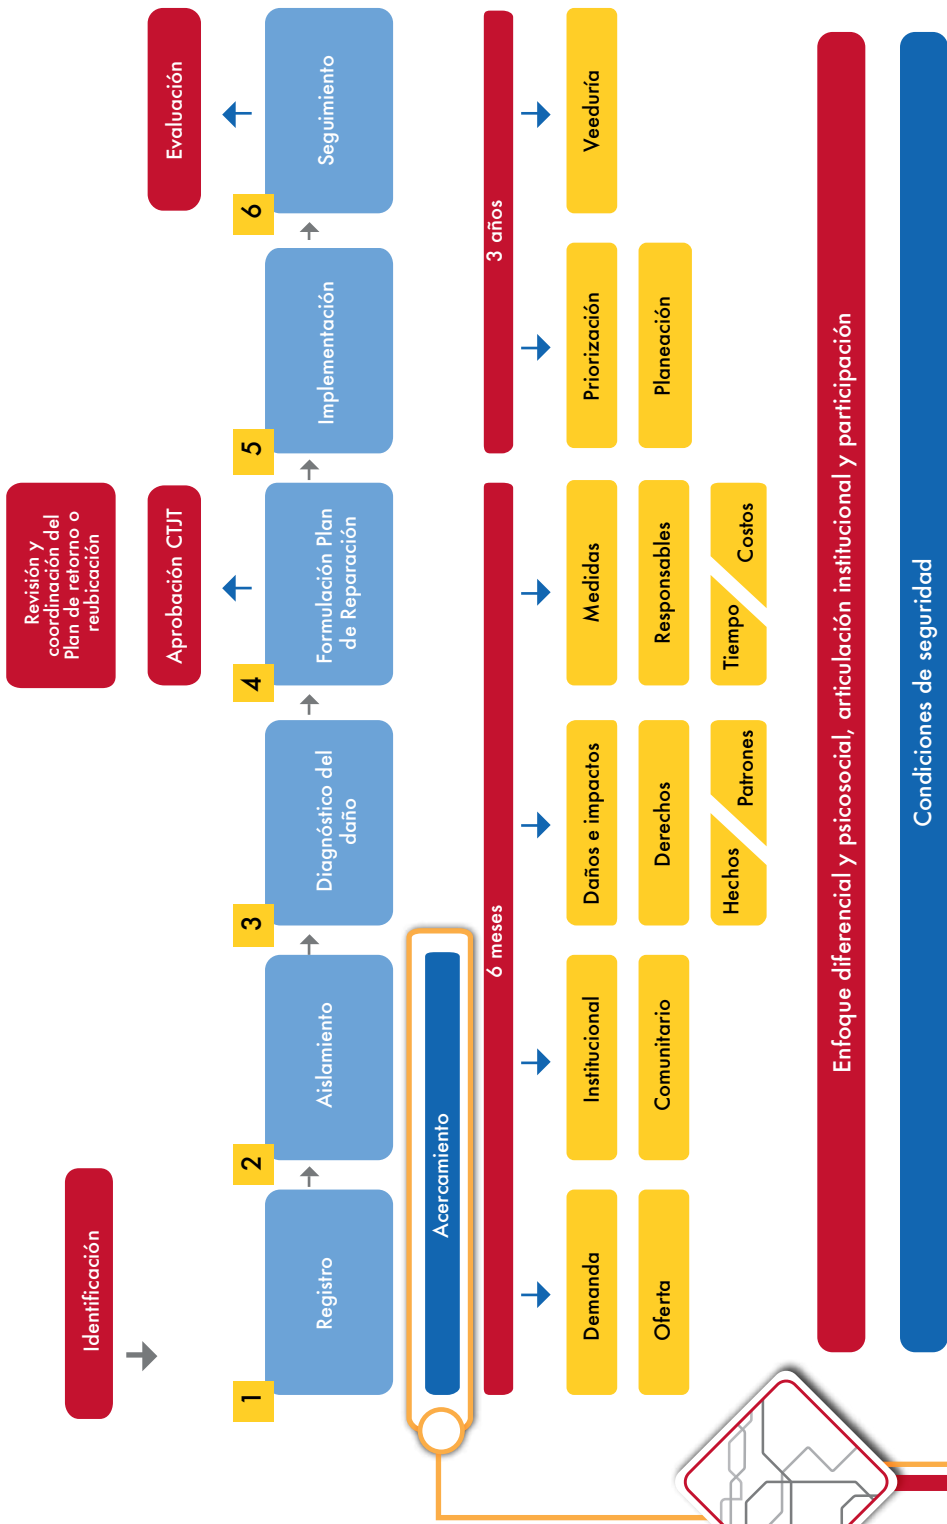 Identificación
Revisión y
coordinación del
Plan de retorno o
reubicación
Aprobación CTJT
Evaluación
1
Registro
2
Aislamiento
3
Diagnóstico del
daño
4
Formulación Plan
de Reparación
5
Implementación
6
Seguimiento
Acercamiento
6 meses
3 años
Demanda
Oferta
Institucional
Comunitario
Daños e impactos
Derechos
Hechos
Patrones
Medidas
Responsables
Tiempo
Costos
Priorización
Planeación
Veeduría
Enfoque diferencial y psicosocial, articulación institucional y participación
Condiciones de seguridad